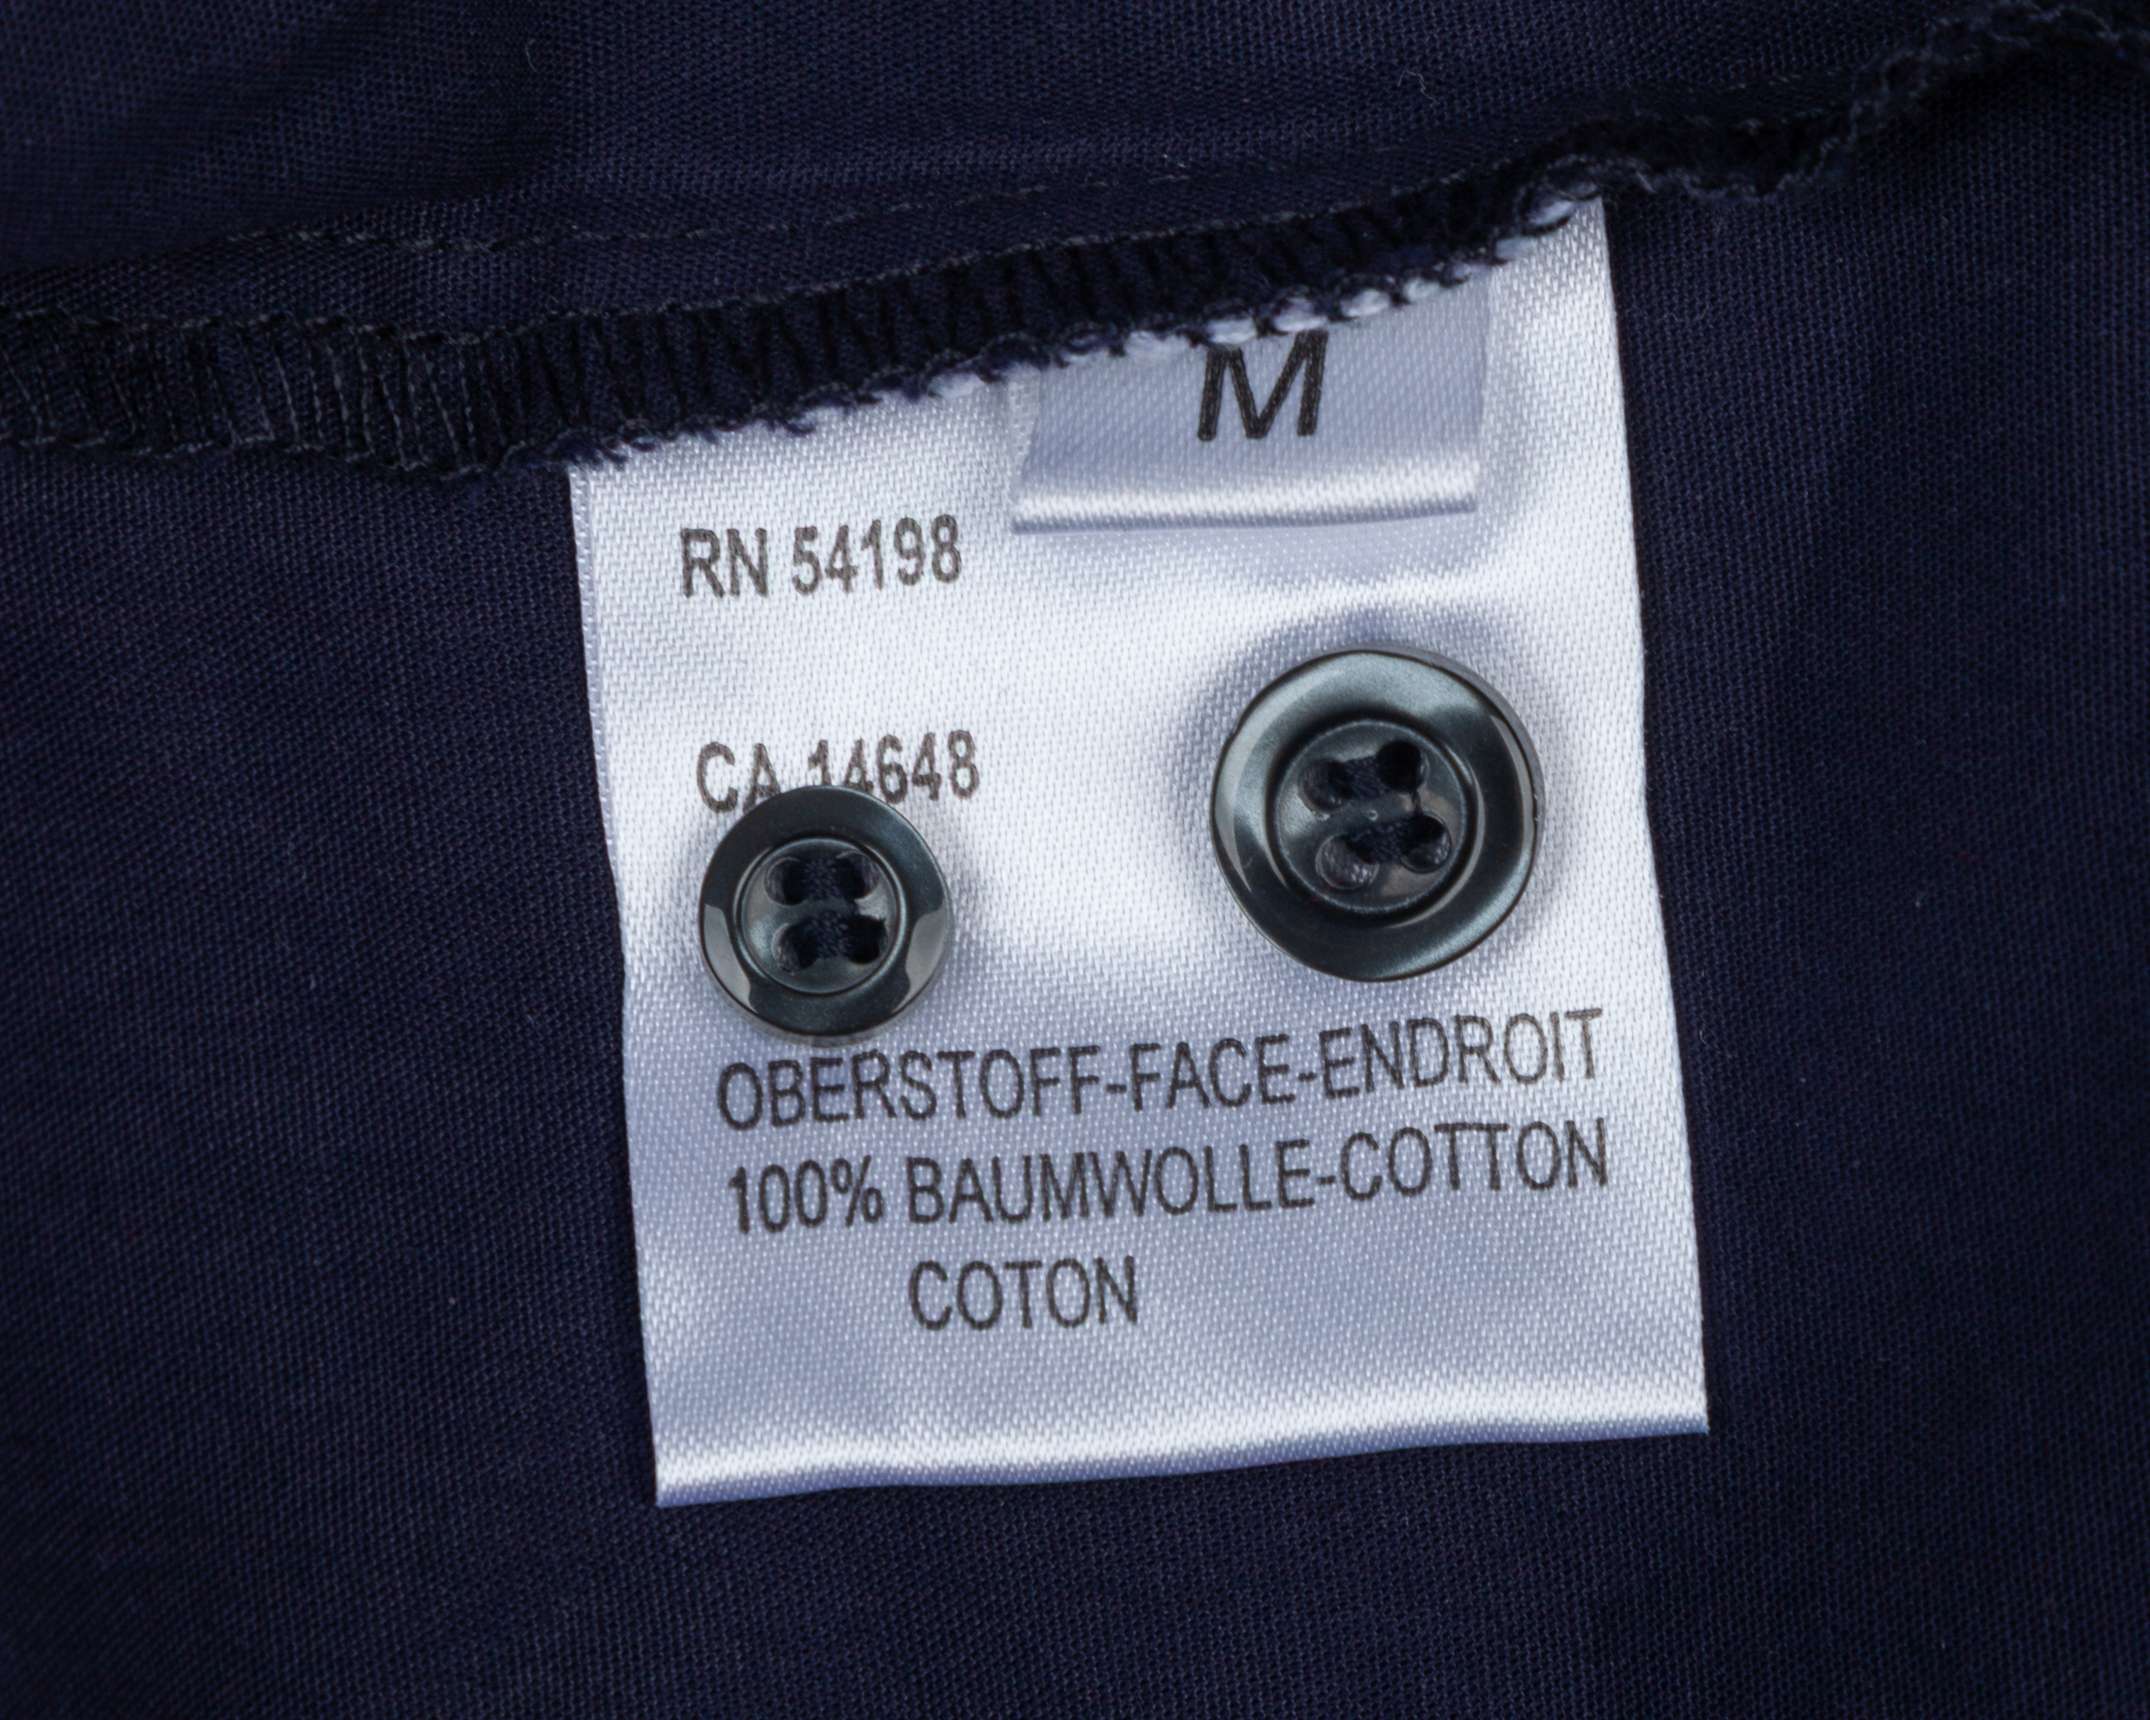 M
RN 54198
CA 14648
OBERSTOFF-FACE-ENDROIT
100% BAUMWOLLE-COTTON
COTON